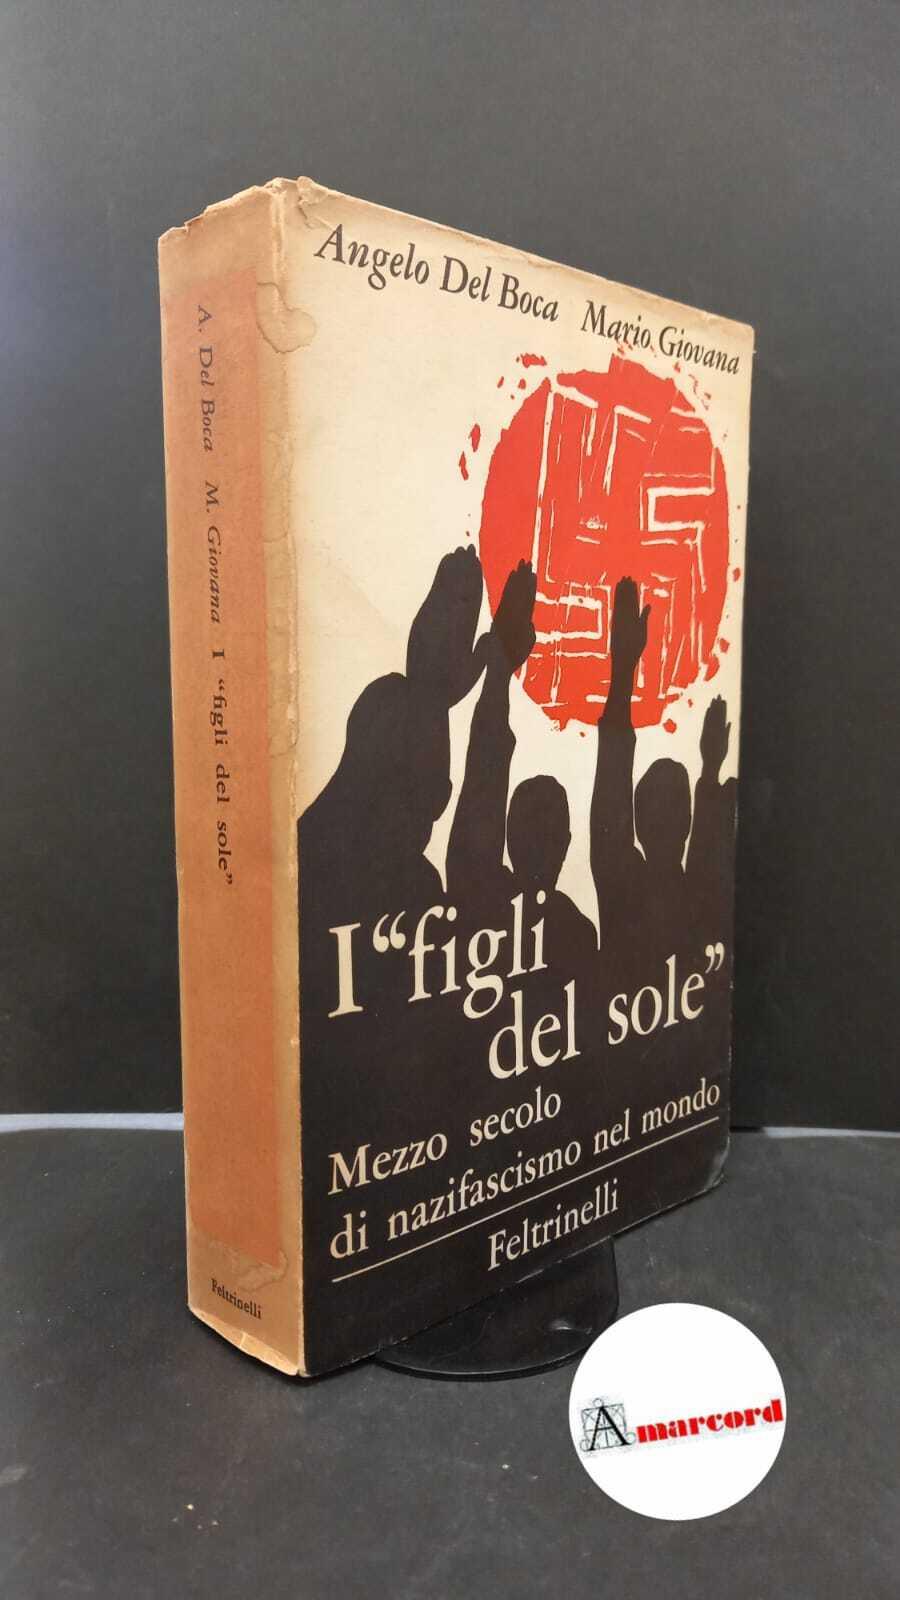 Angelo Del Boca Mario Giovana
I “figli
del sole”
Mezzo secolo
di nazifascismo nel mondo
Feltrinelli
A. Del Boca M. Giovana I “figli del sole”
Feltrinelli
Amarcord